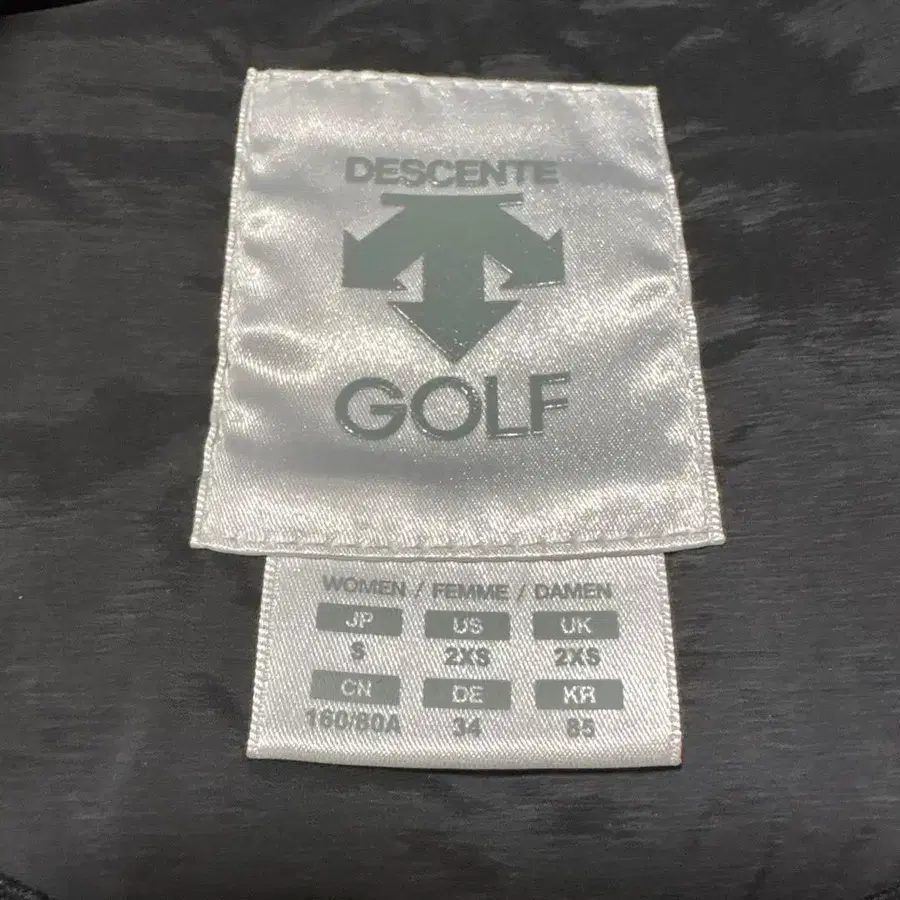 DESCENTE
GOLF
WOMEN / FEMME / DAMEN
JP US UK
S 2XS 2XS
CN DE KR
160/80A 34 85